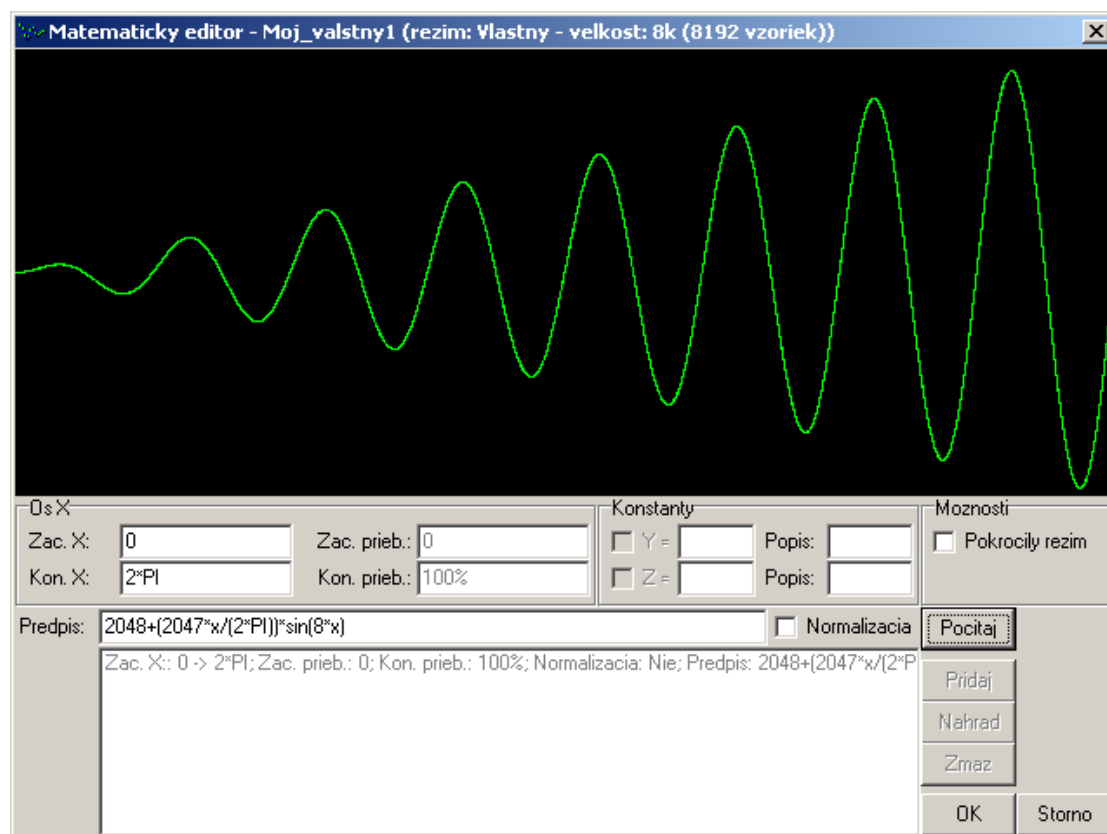 Matematicky editor - Moj_valstny1 (rezim: Vlastny - velkost: 8k (8192 vzoriek))
Os X
Zac. X: 0 Zac. prieb.: 0
Kon. X: 2*PI Kon. prieb.: 100%
Konstanty
Y = Popis:
Z = Popis:
Moznosti
Pokrocily rezim
Predpis: 2048+(2047*x/(2*PI))*sin(8*x) Normalizacia Pocitaj
Zac. X:: 0 -> 2*PI; Zac. prieb.: 0; Kon. prieb.: 100%; Normalizacia: Nie; Predpis: 2048+(2047*x/(2*P
Pridaj
Nahrad
Zmaz
OK Storno